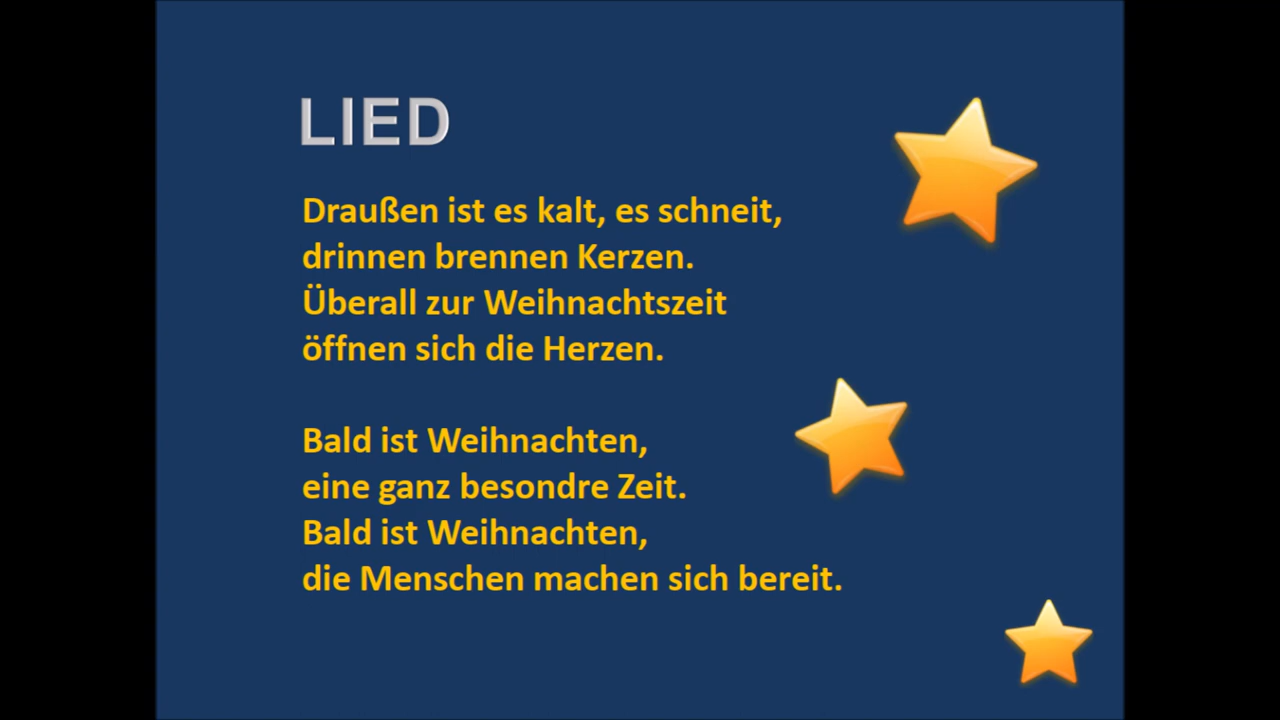 LIED
Draußen ist es kalt, es schneit,
drinnen brennen Kerzen.
Überall zur Weihnachtszeit
öffnen sich die Herzen.
Bald ist Weihnachten,
eine ganz besondre Zeit.
Bald ist Weihnachten,
die Menschen machen sich bereit.